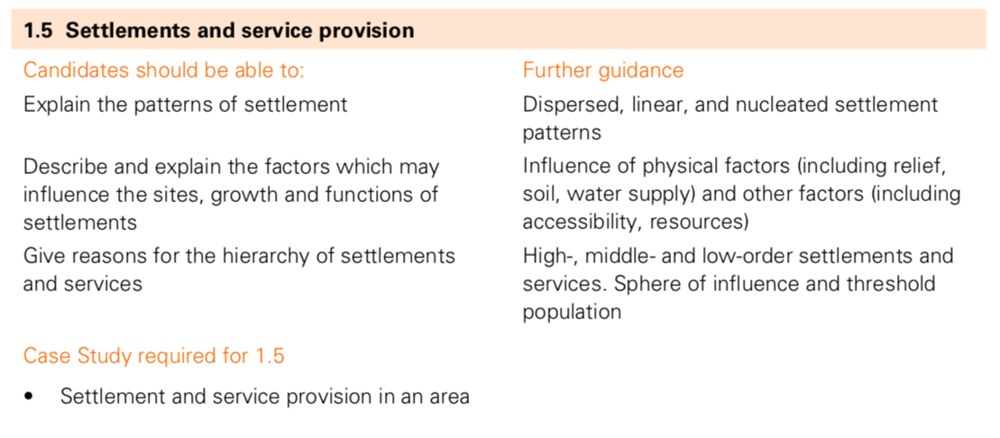 1.5 Settlements and service provision
Candidates should be able to:
Further guidance
Explain the patterns of settlement
Dispersed, linear, and nucleated settlement
patterns
Describe and explain the factors which may
influence the sites, growth and functions of
settlements
Influence of physical factors (including relief,
soil, water supply) and other factors (including
accessibility, resources)
Give reasons for the hierarchy of settlements
and services
High-, middle- and low-order settlements and
services. Sphere of influence and threshold
population
Case Study required for 1.5
• Settlement and service provision in an area